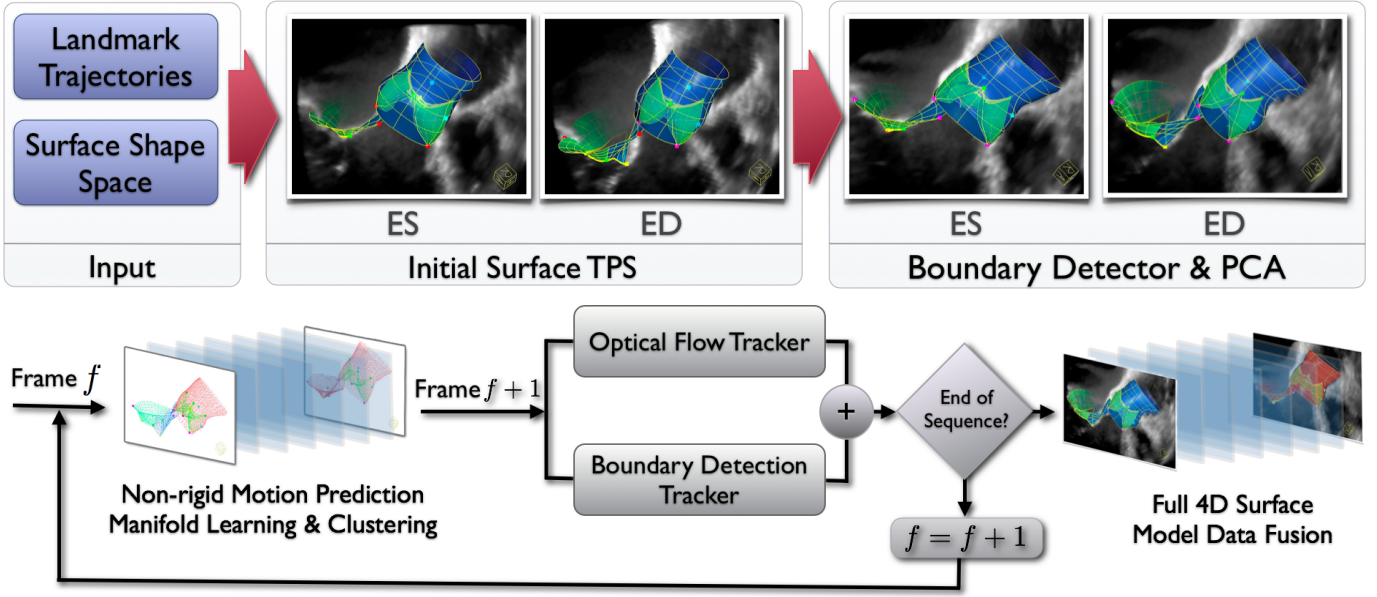 Landmark
Trajectories
Surface Shape
Space
Input
ES
ED
Initial Surface TPS
ES
ED
Boundary Detector & PCA
Frame f
Non-rigid Motion Prediction
Manifold Learning & Clustering
Frame f + 1
Optical Flow Tracker
Boundary Detection
Tracker
+
End of
Sequence?
f = f + 1
Full 4D Surface
Model Data Fusion